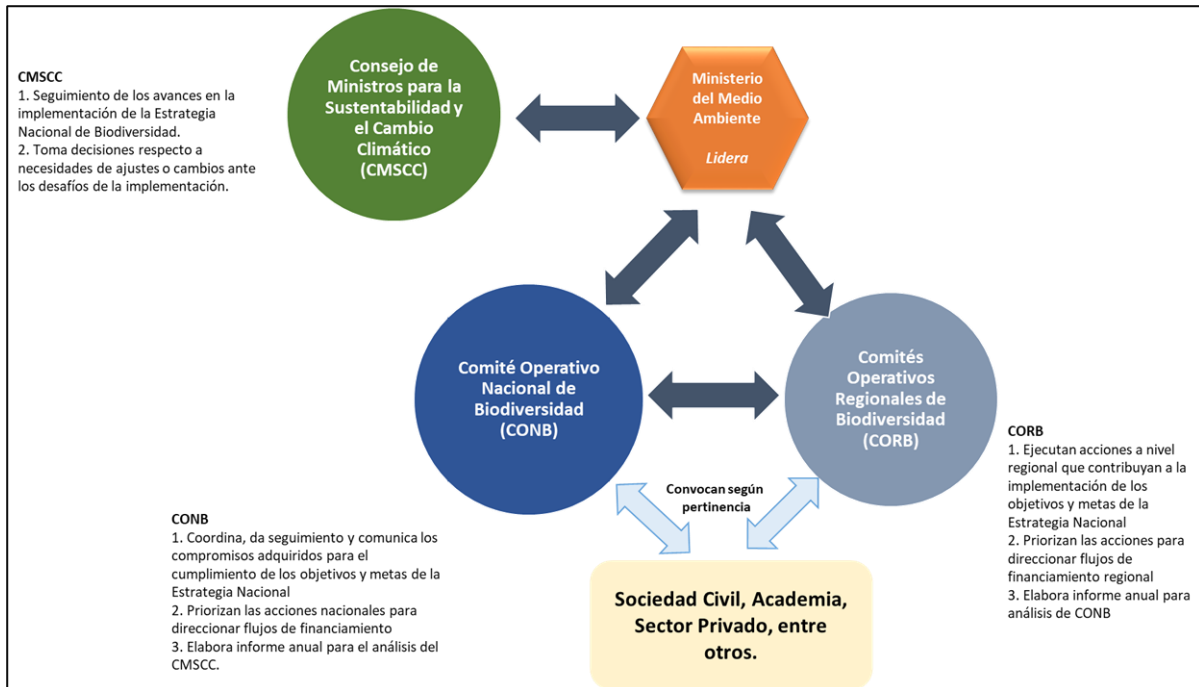 Consejo de
Ministros para la
Sustentabilidad y
el Cambio
Climático
(CMSCC)
Ministerio
del Medio
Ambiente
Lidera
CMSCC
1. Seguimiento de los avances en la
implementación de la Estrategia
Nacional de Biodiversidad.
2. Toma decisiones respecto a
necesidades de ajustes o cambios ante
los desafíos de la implementación.
Comité Operativo
Nacional de
Biodiversidad
(CONB)
Comités
Operativos
Regionales de
Biodiversidad
(CORB)
CORB
1. Ejecutan acciones a nivel
regional que contribuyan a la
implementación de los
objetivos y metas de la
Estrategia Nacional
2. Priorizan las acciones para
direccionar flujos de
financiamiento regional
3. Elabora informe anual para
análisis de CONB
Convocan según
pertinencia
CONB
1. Coordina, da seguimiento y comunica los
compromisos adquiridos para el
cumplimiento de los objetivos y metas de la
Estrategia Nacional
2. Priorizan las acciones nacionales para
direccionar flujos de financiamiento
3. Elabora informe anual para el análisis del
CMSCC.
Sociedad Civil, Academia,
Sector Privado, entre
otros.